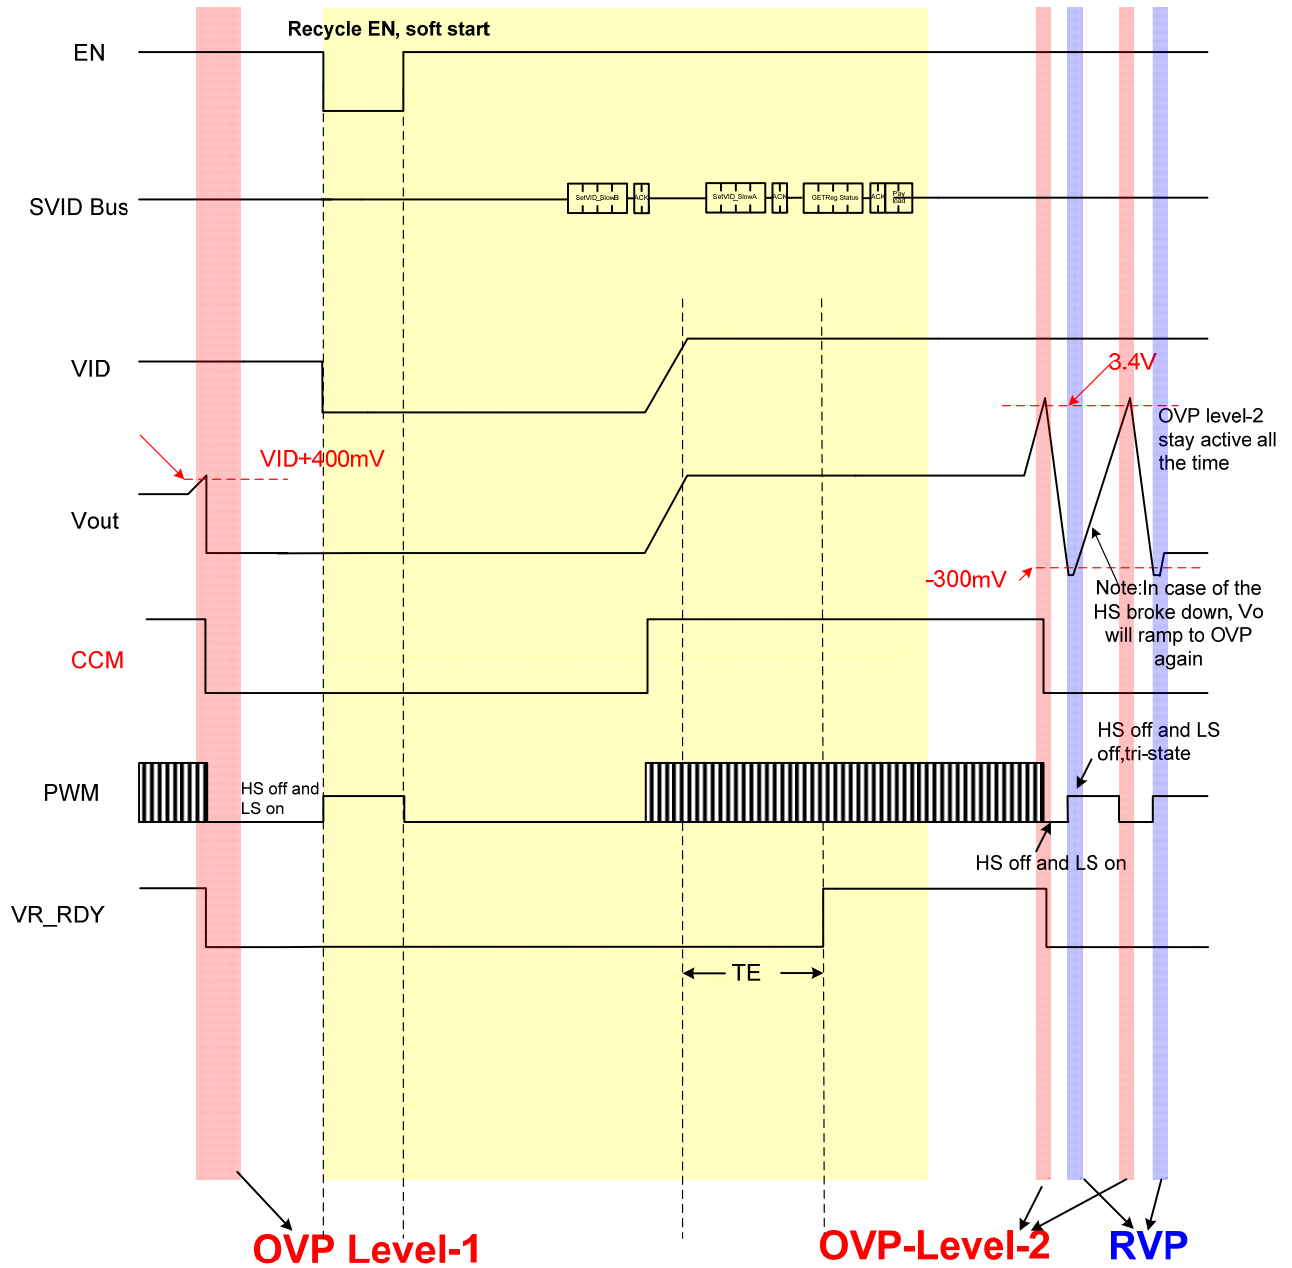 Recycle EN, soft start
EN
SVID Bus
SetVID_SlowB
ACK
SetVID_SlowA
ACK
GETReg Status
ACK
Pay
load
VID
3.4V
OVP level-2
stay active all
the time
VID+400mV
Vout
-300mV
Note:In case of the
HS broke down, Vo
will ramp to OVP
again
CCM
HS off and LS
off,tri-state
PWM
HS off and
LS on
HS off and LS on
VR_RDY
TE
OVP Level-1
OVP-Level-2
RVP